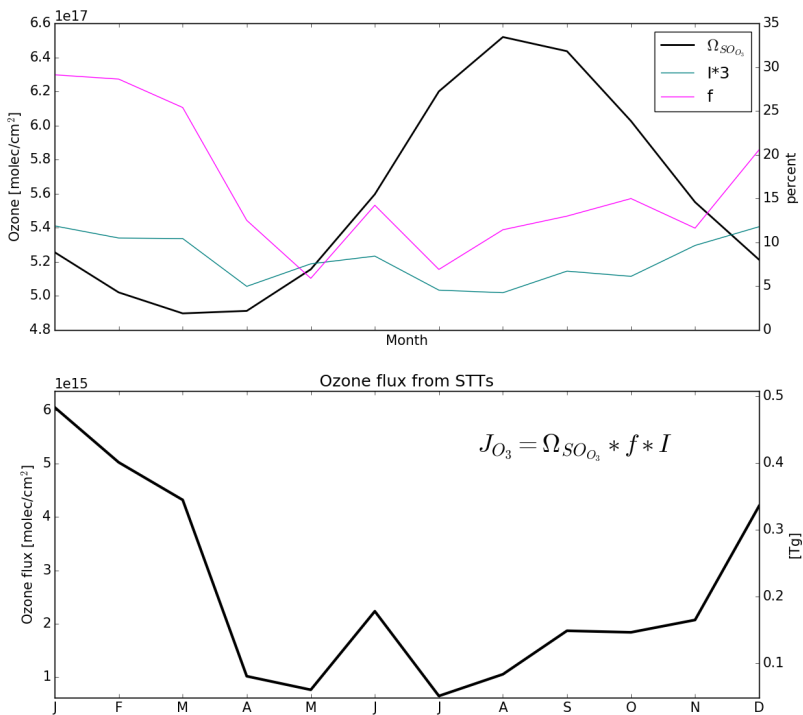 1e17
6.6
6.4
6.2
6.0
5.8
5.6
5.4
5.2
5.0
4.8
Ozone [molec/cm²]
35
30
25
20
15
10
5
0
percent
Ω_{SO_{O_3}}
I*3
f
Month
Ozone flux from STTs
1e15
6
5
4
3
2
1
Ozone flux [molec/cm²]
J_{O_3} = Ω_{SO_{O_3}} * f * I
0.5
0.4
0.3
0.2
0.1
[Tg]
J F M A M J J A S O N D